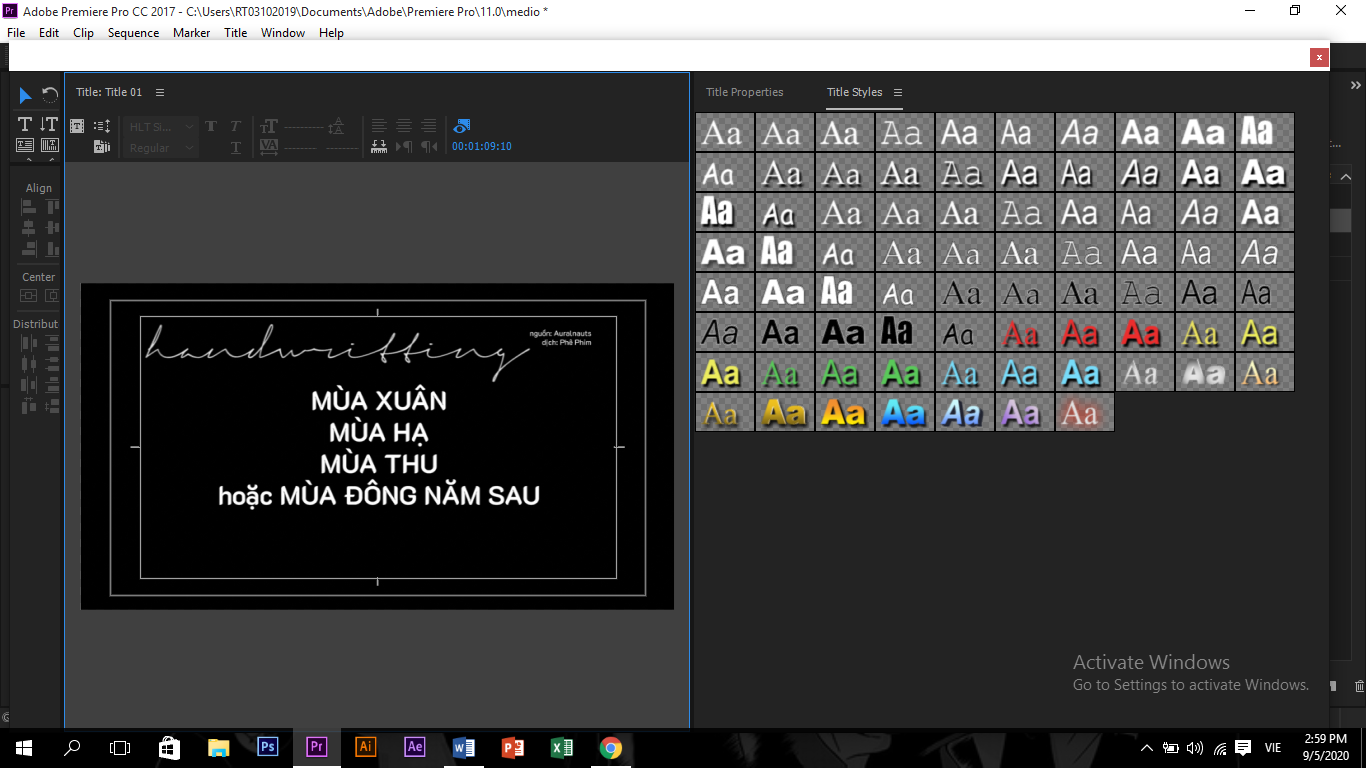 Adobe Premiere Pro CC 2017 - C:\Users\RT03102019\Documents\Adobe\Premiere Pro\11.0\medio *
File Edit Clip Sequence Marker Title Window Help
Title: Title 01
Title Properties
Title Styles
HLT Sl...
Regular
00:01:09:10
Align
Center
Distribut
handwritting
nguồn: Auralnauts
dịch: Phê Phim
MÙA XUÂN
MÙA HẠ
MÙA THU
hoặc MÙA ĐÔNG NĂM SAU
Aa Aa Aa Aa Aa Aa Aa Aa Aa Aa
Aa Aa Aa Aa Aa Aa Aa Aa Aa Aa
Aa Aa Aa Aa Aa Aa Aa Aa Aa Aa
Aa Aa Aa Aa Aa Aa Aa Aa Aa Aa
Aa Aa Aa Aa Aa Aa Aa Aa Aa Aa
Aa Aa Aa Aa Aa Aa Aa Aa Aa Aa
Aa Aa Aa Aa Aa Aa Aa Aa Aa Aa
Aa Aa Aa Aa Aa Aa Aa
Activate Windows
Go to Settings to activate Windows.
Ps Pr Ai Ae
VIE
2:59 PM
9/5/2020